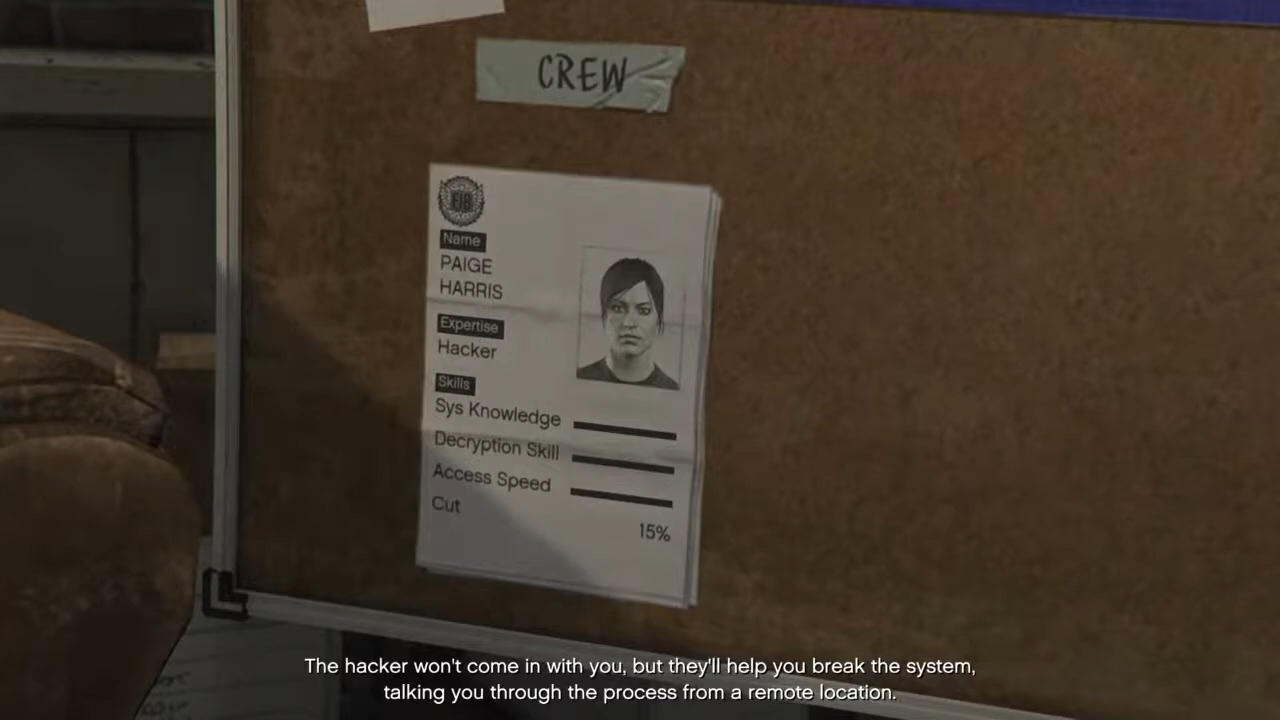 CREW
FIB
Name
PAIGE
HARRIS
Expertise
Hacker
Skills
Sys Knowledge
Decryption Skill
Access Speed
Cut
15%
The hacker won't come in with you, but they'll help you break the system,
talking you through the process from a remote location.